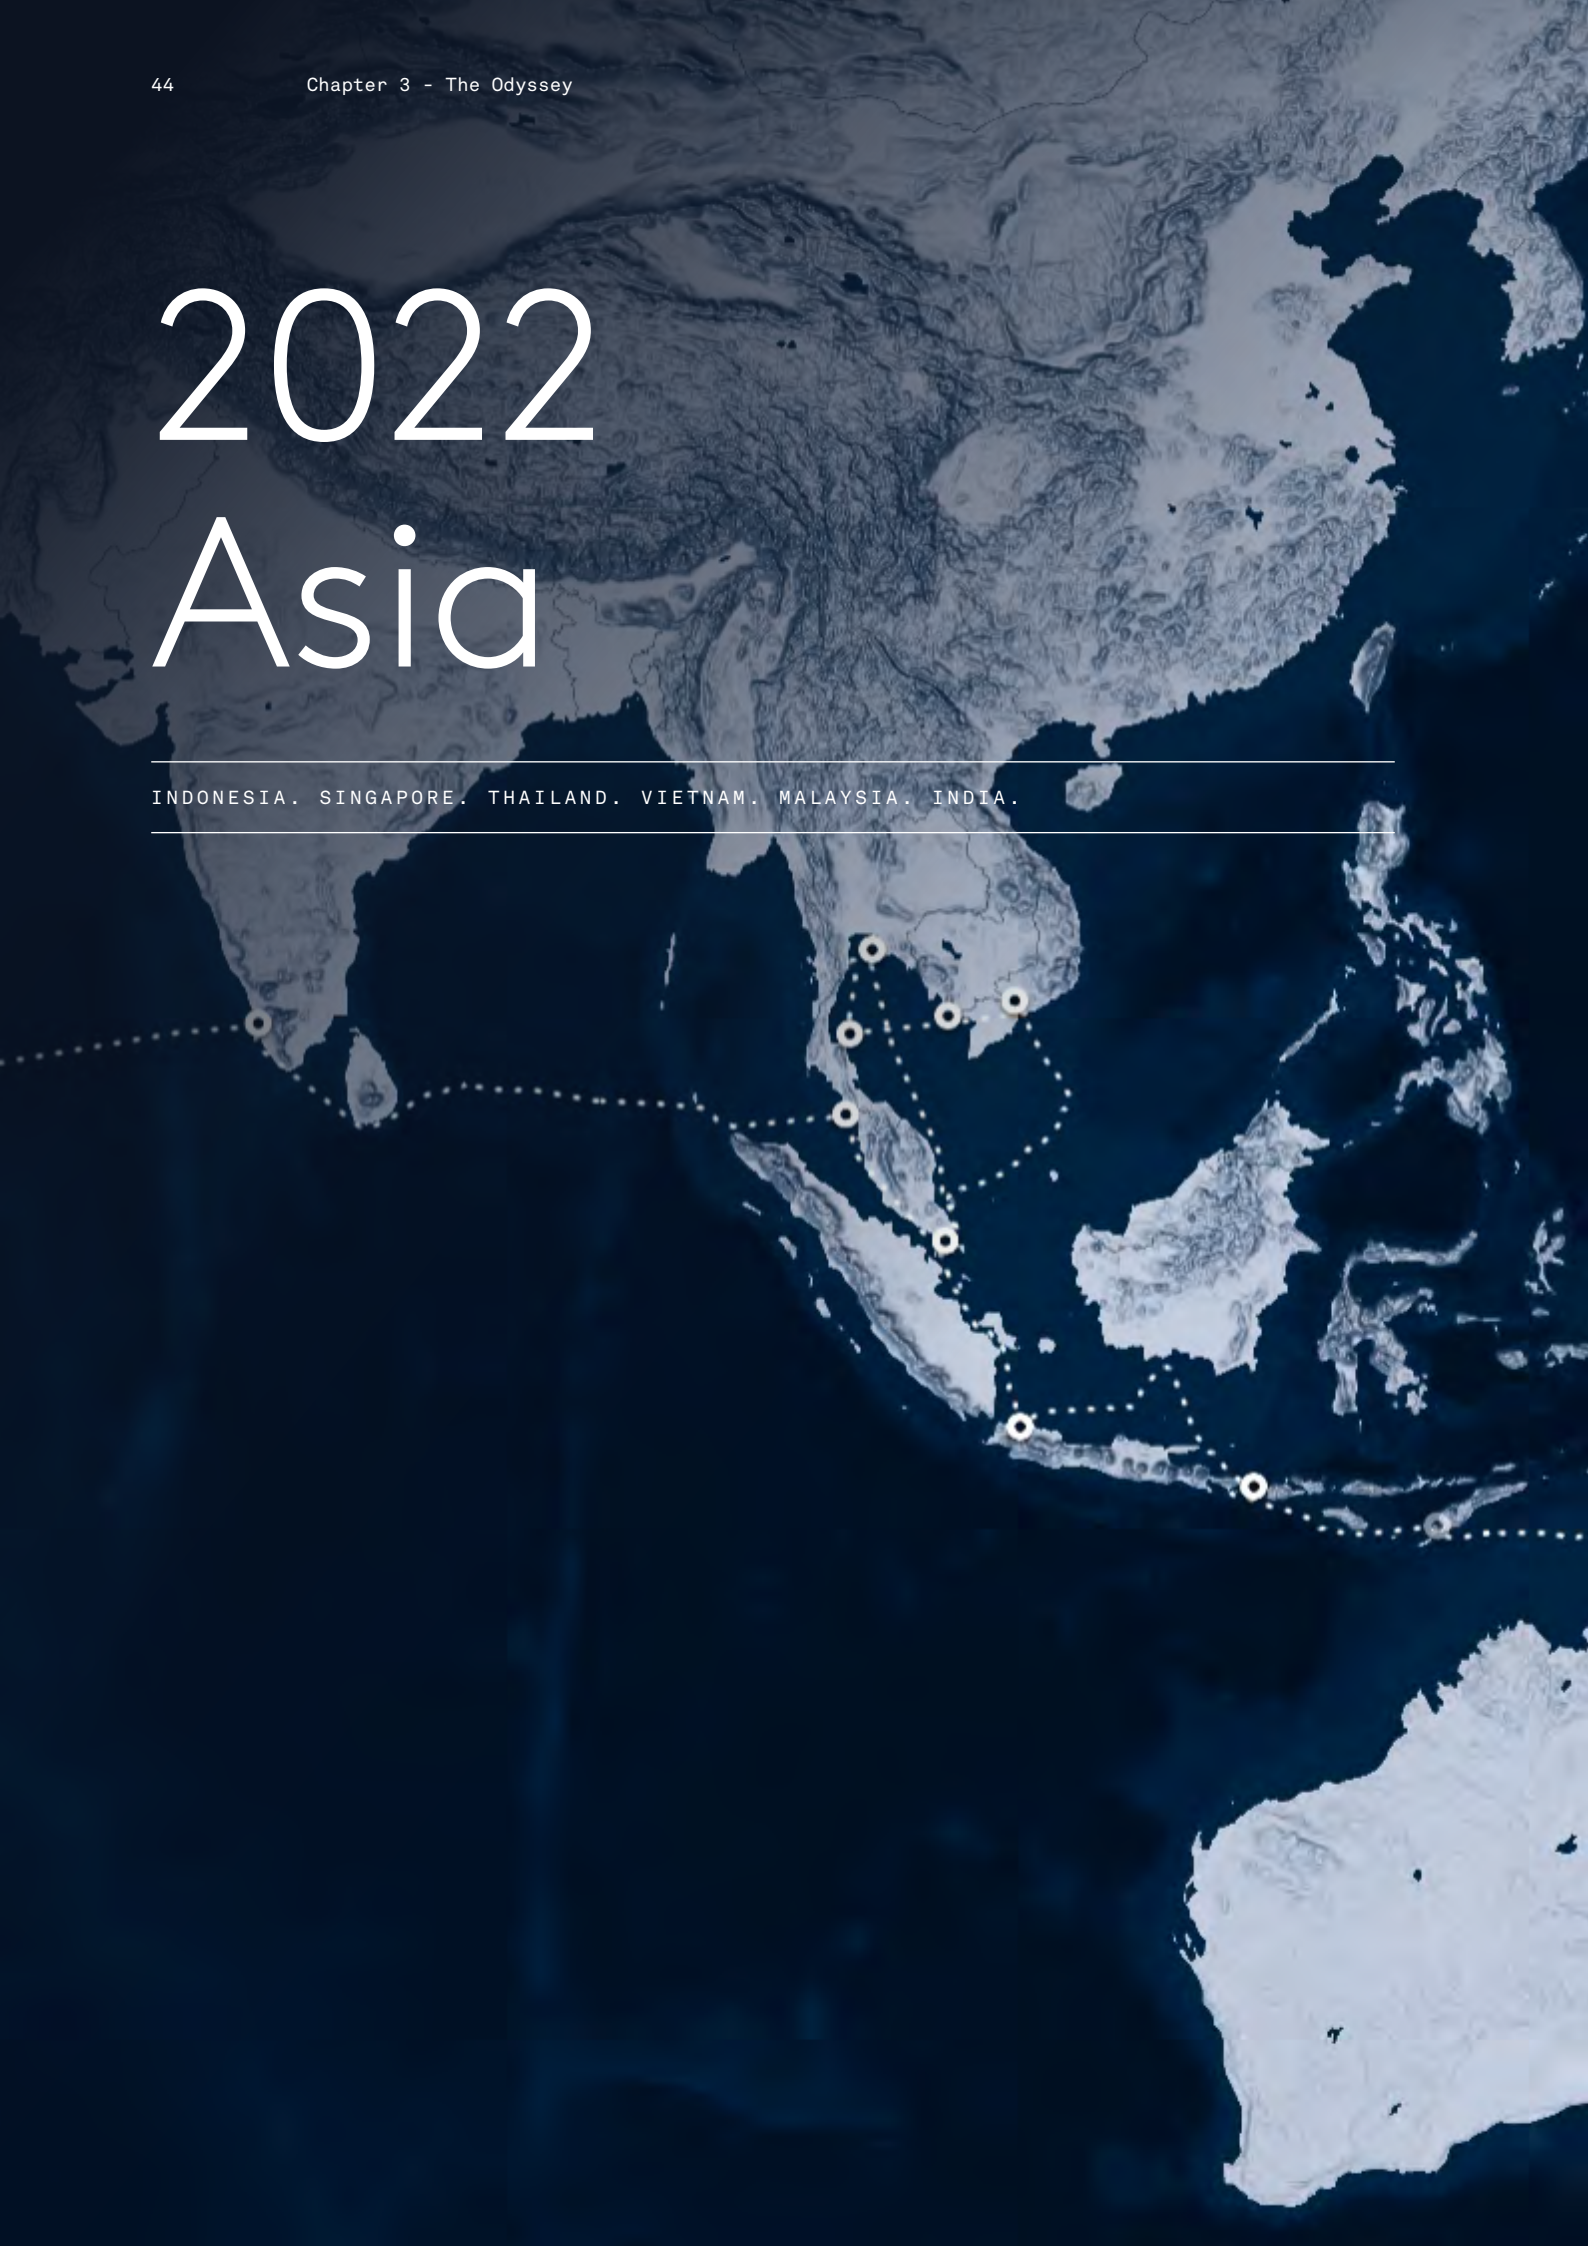 44
Chapter 3 - The Odyssey
2022
Asia
INDONESIA. SINGAPORE. THAILAND. VIETNAM. MALAYSIA. INDIA.